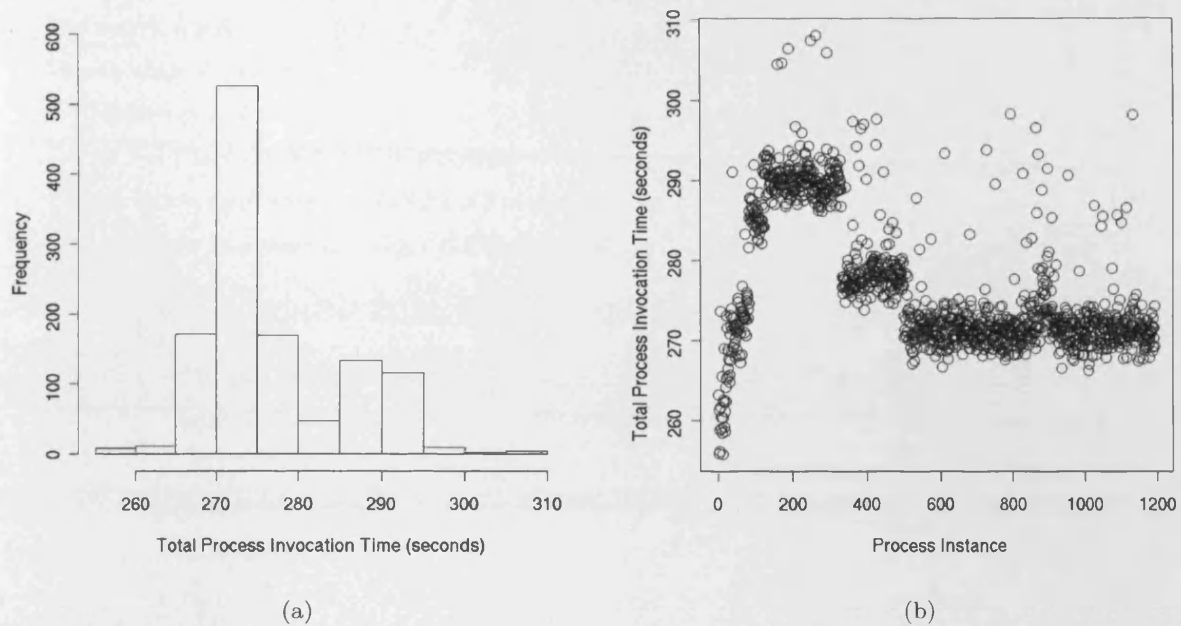 600
500
400
300
200
100
0
Frequency
260 270 280 290 300 310
Total Process Invocation Time (seconds)
(a)
310
300
290
280
270
260
Total Process Invocation Time (seconds)
0 200 400 600 800 1000 1200
Process Instance
(b)